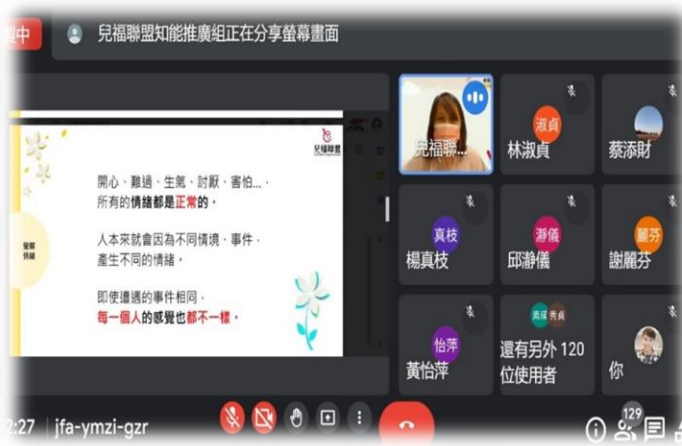 製中
兒福聯盟知能推廣組正在分享螢幕畫面
兒福聯盟
開心、難過、生氣、討厭、害怕...，
所有的情緒都是正常的。
人本來就會因為不同情境、事件，
產生不同的情緒。
即使遭遇的事件相同，
每一個人的感覺也都不一樣。
覺察
情緒
兒福聯...
淑貞
林淑貞
蔡添財
真枝
楊真枝
瀞儀
邱瀞儀
麗芬
謝麗芬
怡萍
黃怡萍
秀貞
還有另外 120
位使用者
你
2:27 | jfa-ymzi-gzr
129